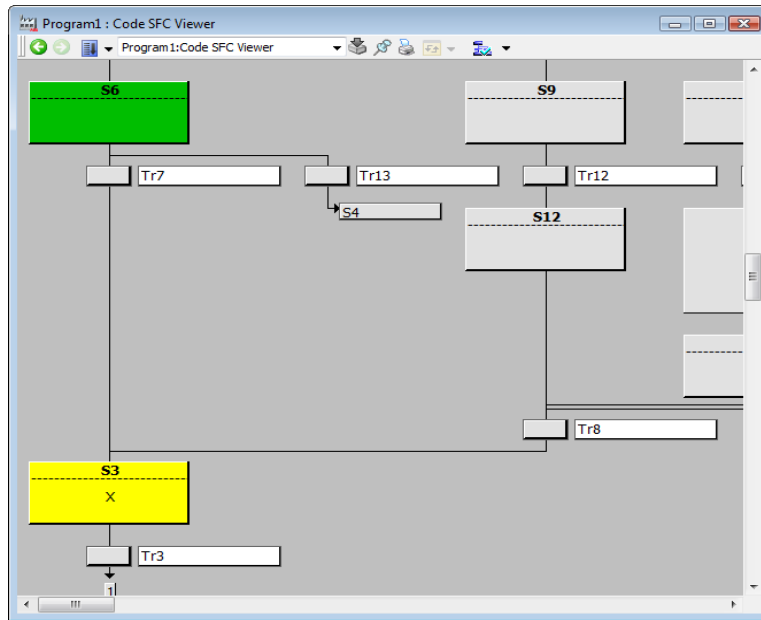 Program1 : Code SFC Viewer
Program1:Code SFC Viewer
S6
S9
Tr7
Tr13
Tr12
S4
S12
Tr8
S3
X
Tr3
1